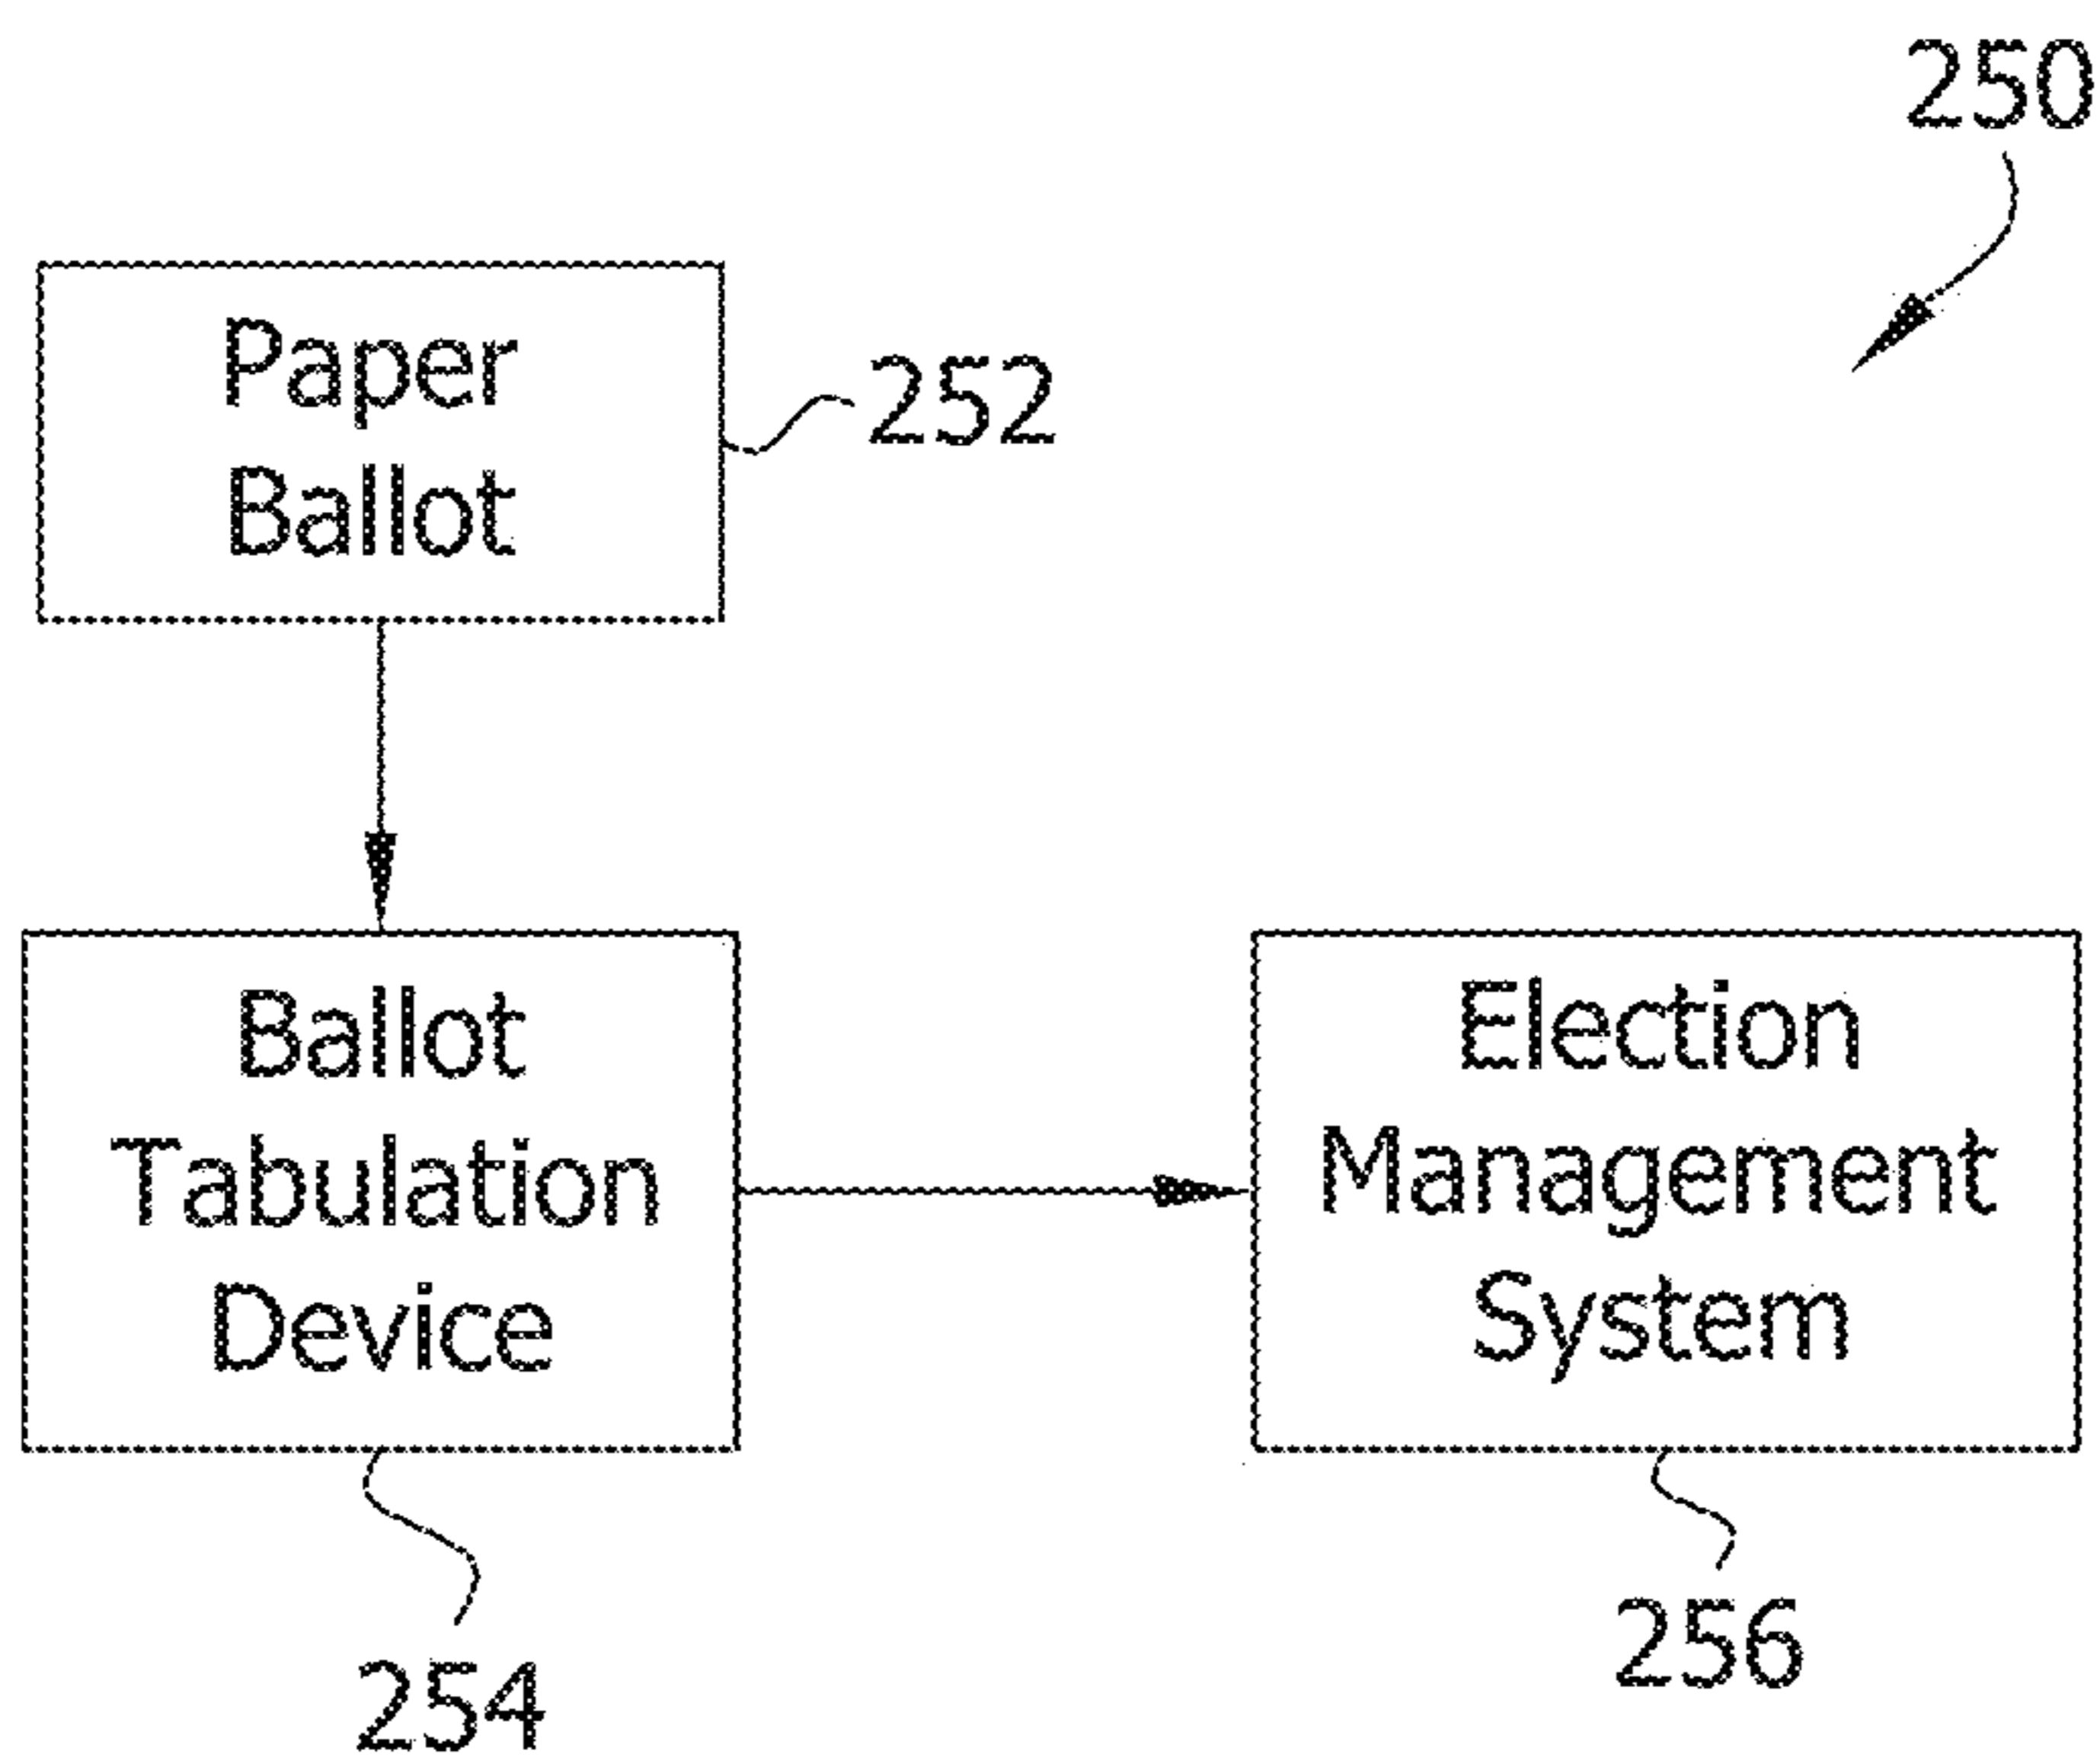 250
Paper
Ballot
252
Ballot
Tabulation
Device
Election
Management
System
254
256